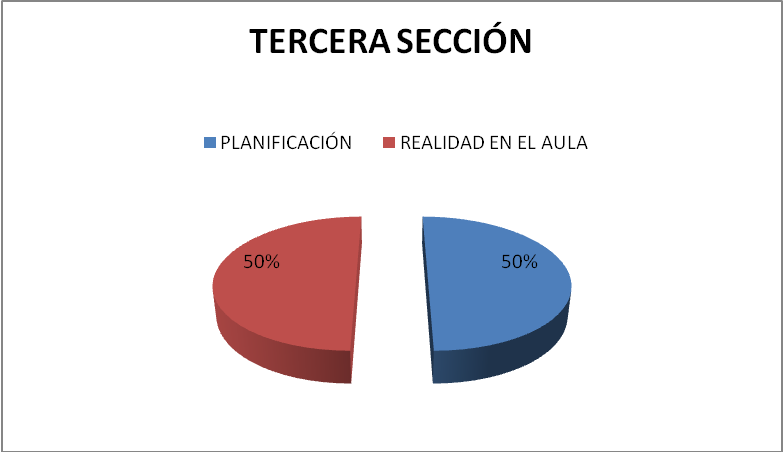 TERCERA SECCIÓN
PLANIFICACIÓN REALIDAD EN EL AULA
50% 50%